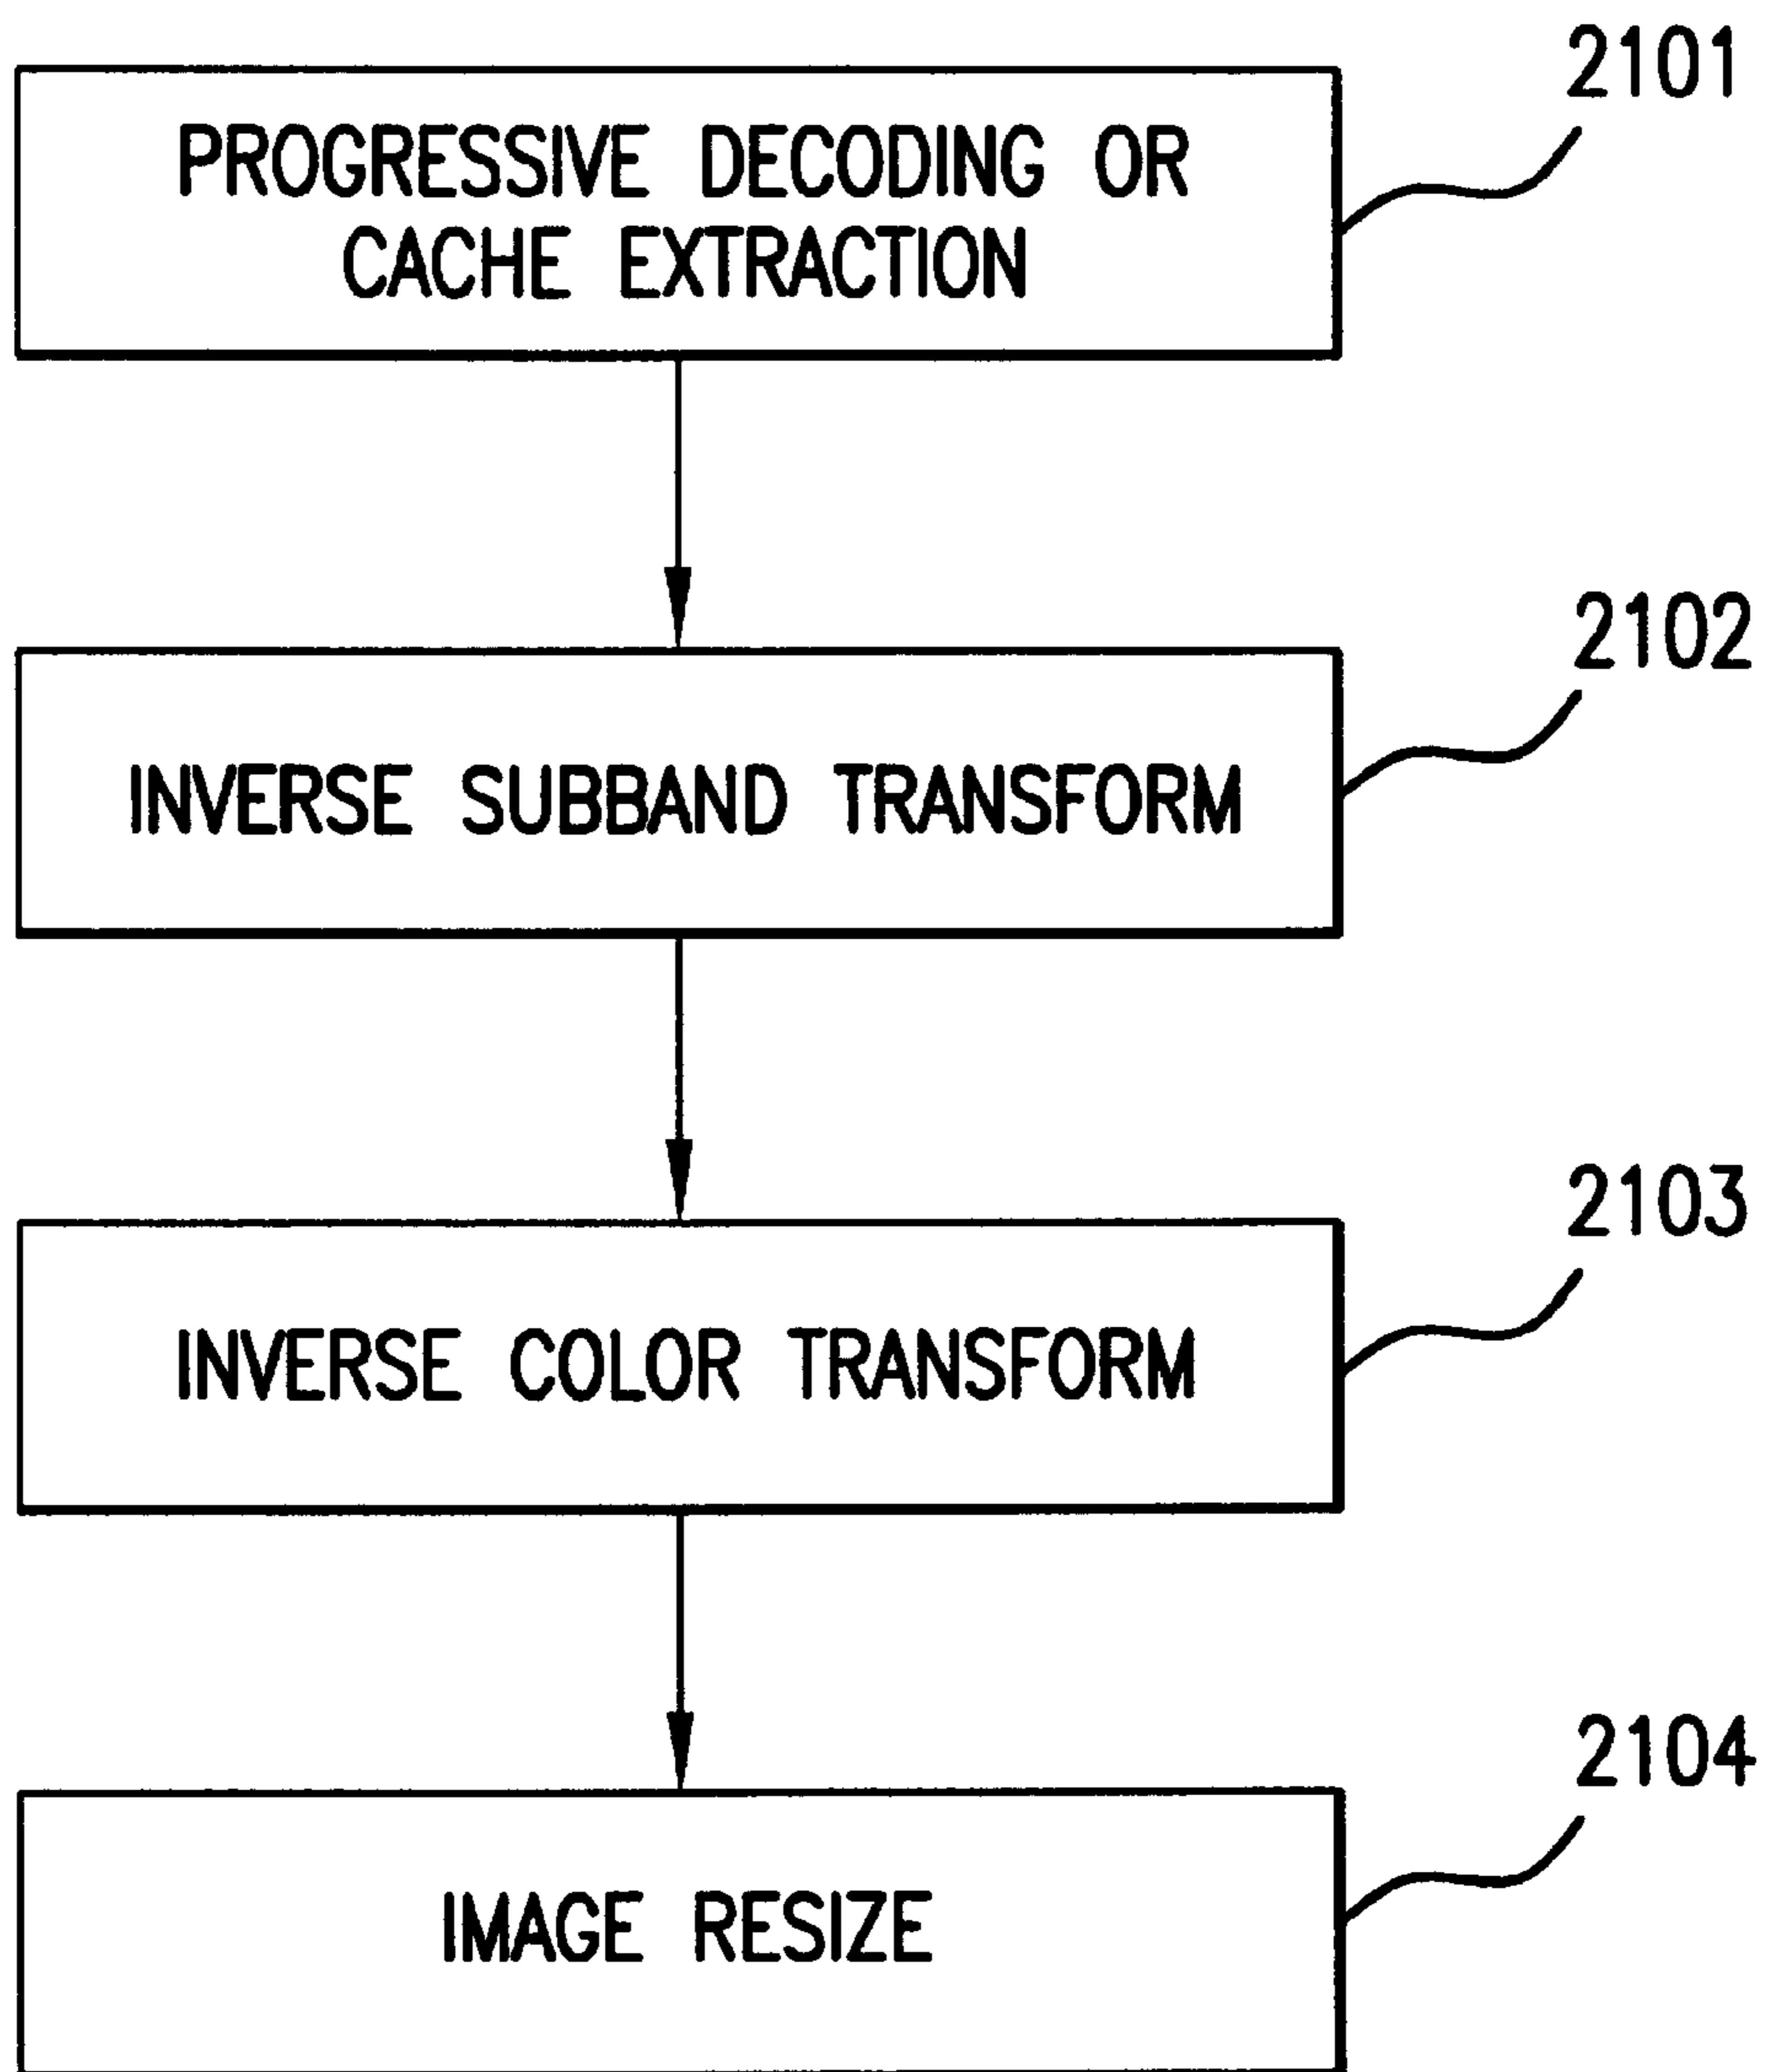 2101
PROGRESSIVE DECODING OR
CACHE EXTRACTION
2102
INVERSE SUBBAND TRANSFORM
2103
INVERSE COLOR TRANSFORM
2104
IMAGE RESIZE